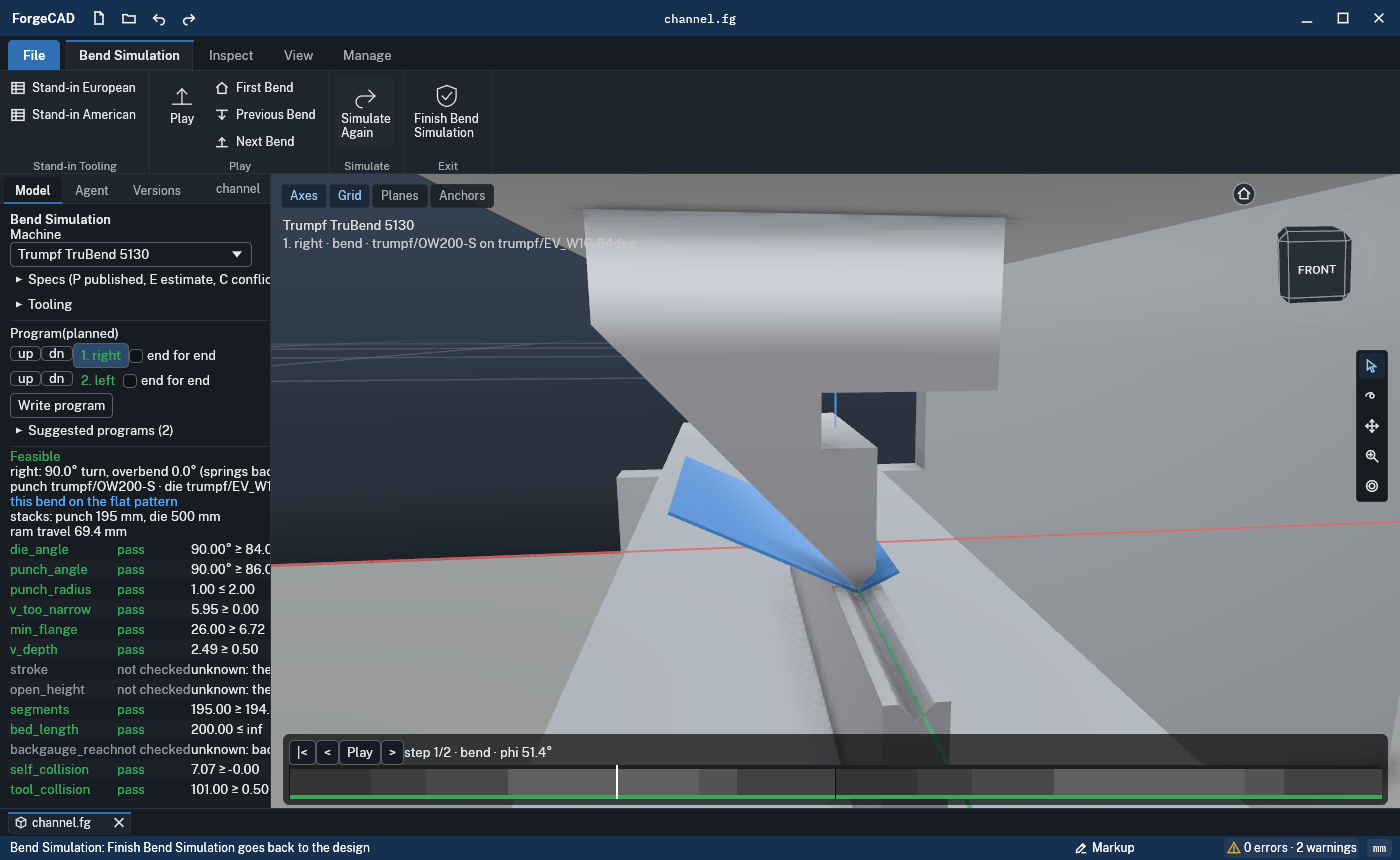 ForgeCAD
channel.fg
File
Bend Simulation
Inspect
View
Manage
Stand-in European
Stand-in American
Stand-in Tooling
Play
First Bend
Previous Bend
Next Bend
Play
Simulate Again
Simulate
Finish Bend Simulation
Exit
Model
Agent
Versions
channel
Bend Simulation
Machine
Trumpf TruBend 5130
Specs (P published, E estimate, C conflic
Tooling
Program(planned)
up dn 1. right end for end
up dn 2. left end for end
Write program
Suggested programs (2)
Feasible
right: 90.0° turn, overbend 0.0° (springs bac
punch trumpf/OW200-S · die trumpf/EV_W1
this bend on the flat pattern
stacks: punch 195 mm, die 500 mm
ram travel 69.4 mm
die_angle pass 90.00° ≥ 84.0
punch_angle pass 90.00° ≥ 86.0
punch_radius pass 1.00 ≤ 2.00
v_too_narrow pass 5.95 ≥ 0.00
min_flange pass 26.00 ≥ 6.72
v_depth pass 2.49 ≥ 0.50
stroke not checked unknown: the
open_height not checked unknown: the
segments pass 195.00 ≥ 194.
bed_length pass 200.00 ≤ inf
backgauge_reach not checked unknown: bac
self_collision pass 7.07 ≥ -0.00
tool_collision pass 101.00 ≥ 0.50
Axes
Grid
Planes
Anchors
Trumpf TruBend 5130
1. right · bend · trumpf/OW200-S on trumpf/EV_W16-84deg
FRONT
|< < Play > step 1/2 · bend · phi 51.4°
channel.fg
Bend Simulation: Finish Bend Simulation goes back to the design
Markup
0 errors · 2 warnings
mm